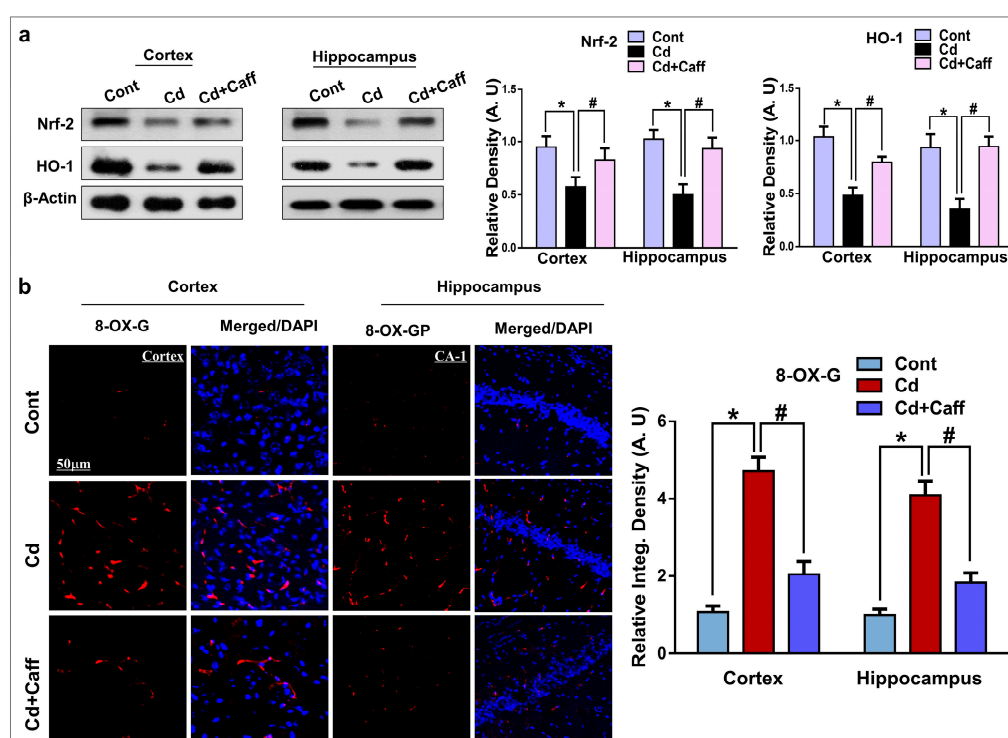 a
Cortex
Cont Cd Cd+Caff
Hippocampus
Cont Cd Cd+Caff
Nrf-2
HO-1
β-Actin
Nrf-2
Cont
Cd
Cd+Caff
Relative Density (A. U)
1.5
1.0
0.5
0.0
* # * #
Cortex Hippocampus
HO-1
Cont
Cd
Cd+Caff
Relative Density (A. U)
1.5
1.0
0.5
0.0
* # * #
Cortex Hippocampus
b
Cortex Hippocampus
8-OX-G Merged/DAPI 8-OX-GP Merged/DAPI
Cont
Cortex
CA-1
50µm
Cd
Cd+Caff
8-OX-G
Cont
Cd
Cd+Caff
Relative Integ. Density (A. U)
6
4
2
0
* # * #
Cortex Hippocampus